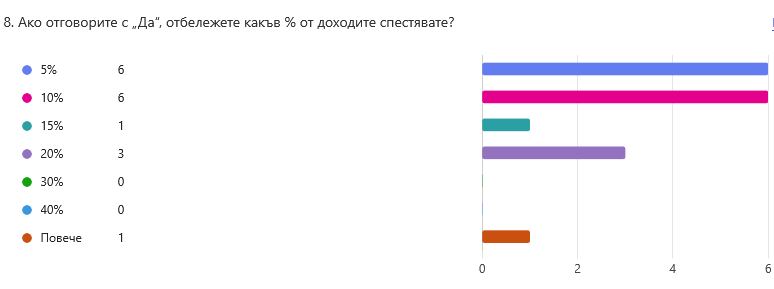 8. Ако отговорите с „Да“, отбележете какъв % от доходите спестявате?
5% 6
10% 6
15% 1
20% 3
30% 0
40% 0
Повече 1
0 2 4 6